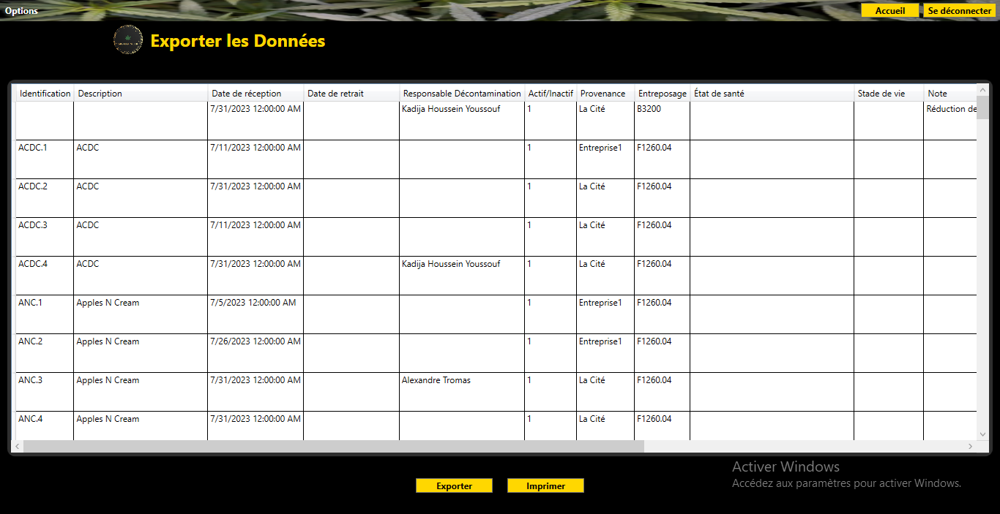 Options Accueil Se déconnecter
Exporter les Données
Identification Description Date de réception Date de retrait Responsable Décontamination Actif/Inactif Provenance Entreposage État de santé Stade de vie Note
7/31/2023 12:00:00 AM Kadija Houssein Youssouf 1 La Cité B3200 Réduction de
ACDC.1 ACDC 7/11/2023 12:00:00 AM 1 Entreprise1 F1260.04
ACDC.2 ACDC 7/31/2023 12:00:00 AM 1 La Cité F1260.04
ACDC.3 ACDC 7/11/2023 12:00:00 AM 1 La Cité F1260.04
ACDC.4 ACDC 7/31/2023 12:00:00 AM Kadija Houssein Youssouf 1 La Cité F1260.04
ANC.1 Apples N Cream 7/5/2023 12:00:00 AM 1 Entreprise1 F1260.04
ANC.2 Apples N Cream 7/26/2023 12:00:00 AM 1 Entreprise1 F1260.04
ANC.3 Apples N Cream 7/31/2023 12:00:00 AM Alexandre Tromas 1 La Cité F1260.04
ANC.4 Apples N Cream 7/31/2023 12:00:00 AM 1 La Cité F1260.04
Exporter Imprimer
Activer Windows
Accédez aux paramètres pour activer Windows.